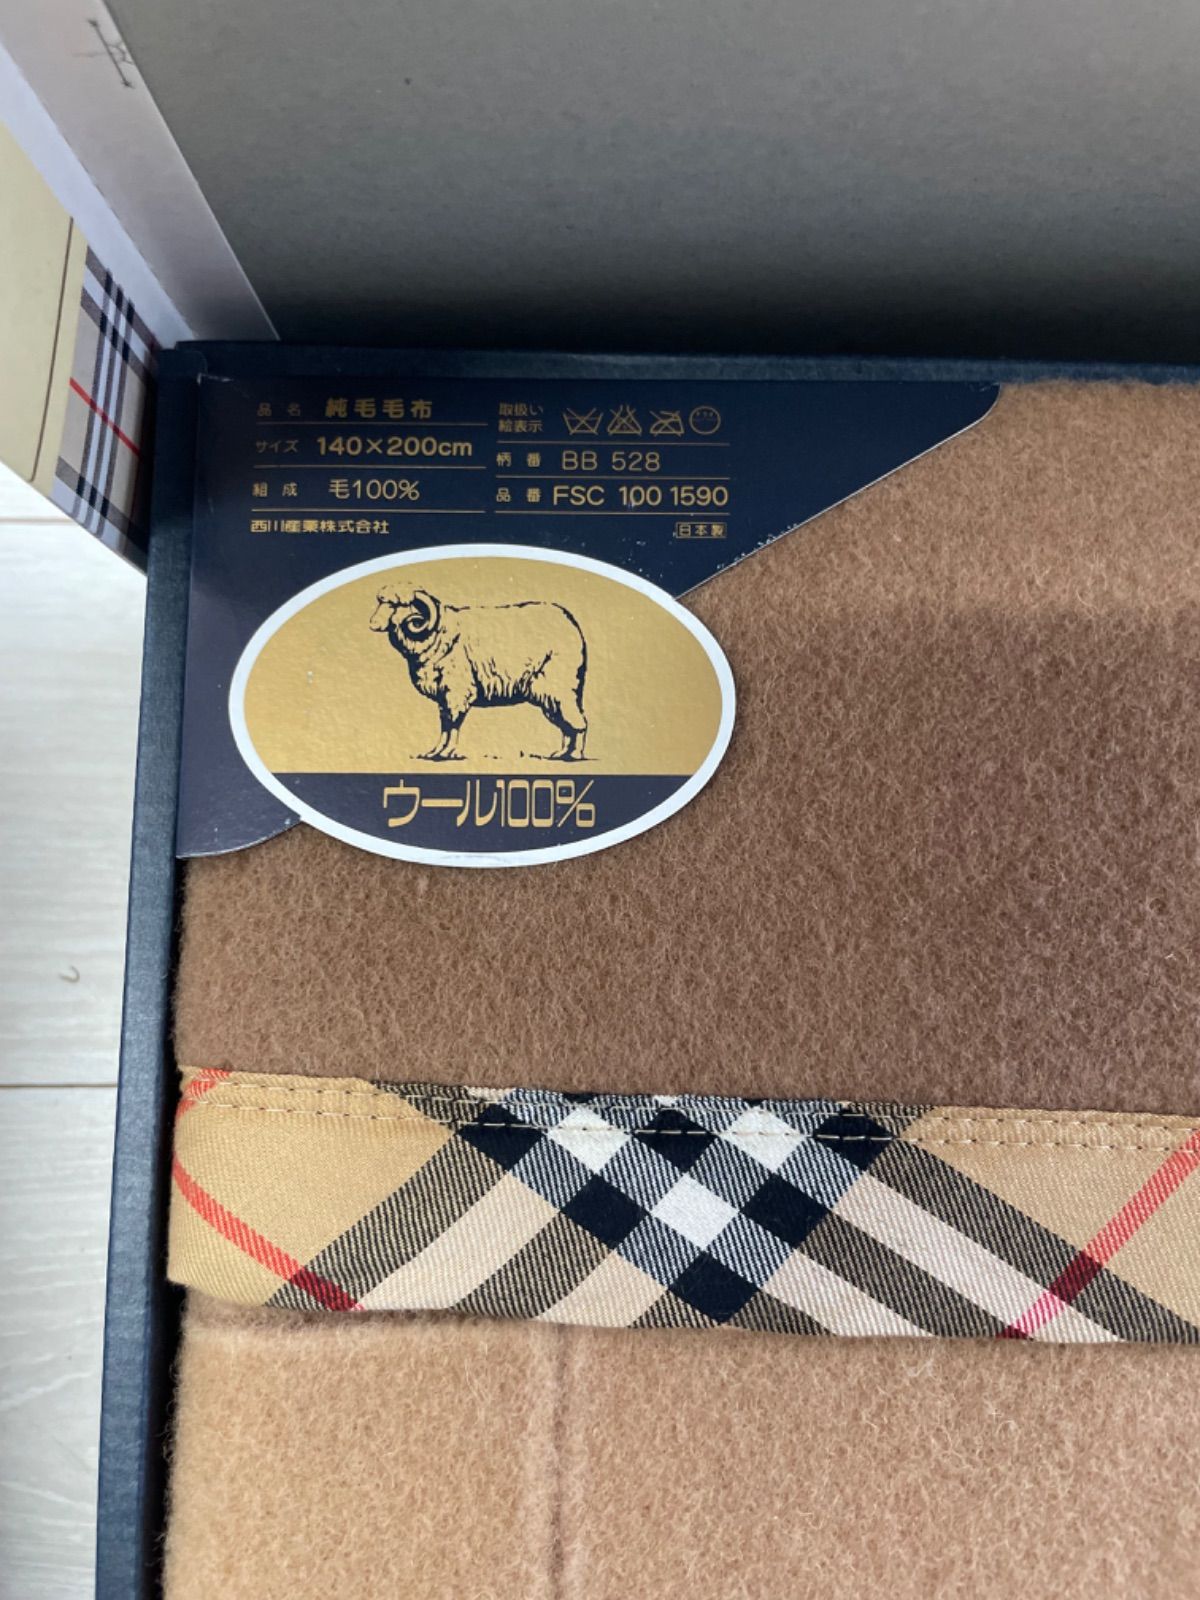 品名 純毛毛布
サイズ 140×200cm
組成 毛100%
西川産業株式会社
取扱い
絵表示
柄番 BB 528
品番 FSC 100 1590
日本製
ウール100%